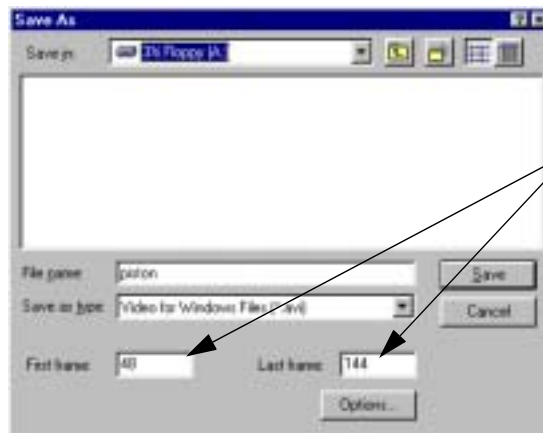 Save As
Save in: 3½ Floppy (A:)
File name: piston
Save as type: Video for Windows Files (*.avi)
Save
Cancel
First frame: 48
Last frame: 144
Options...